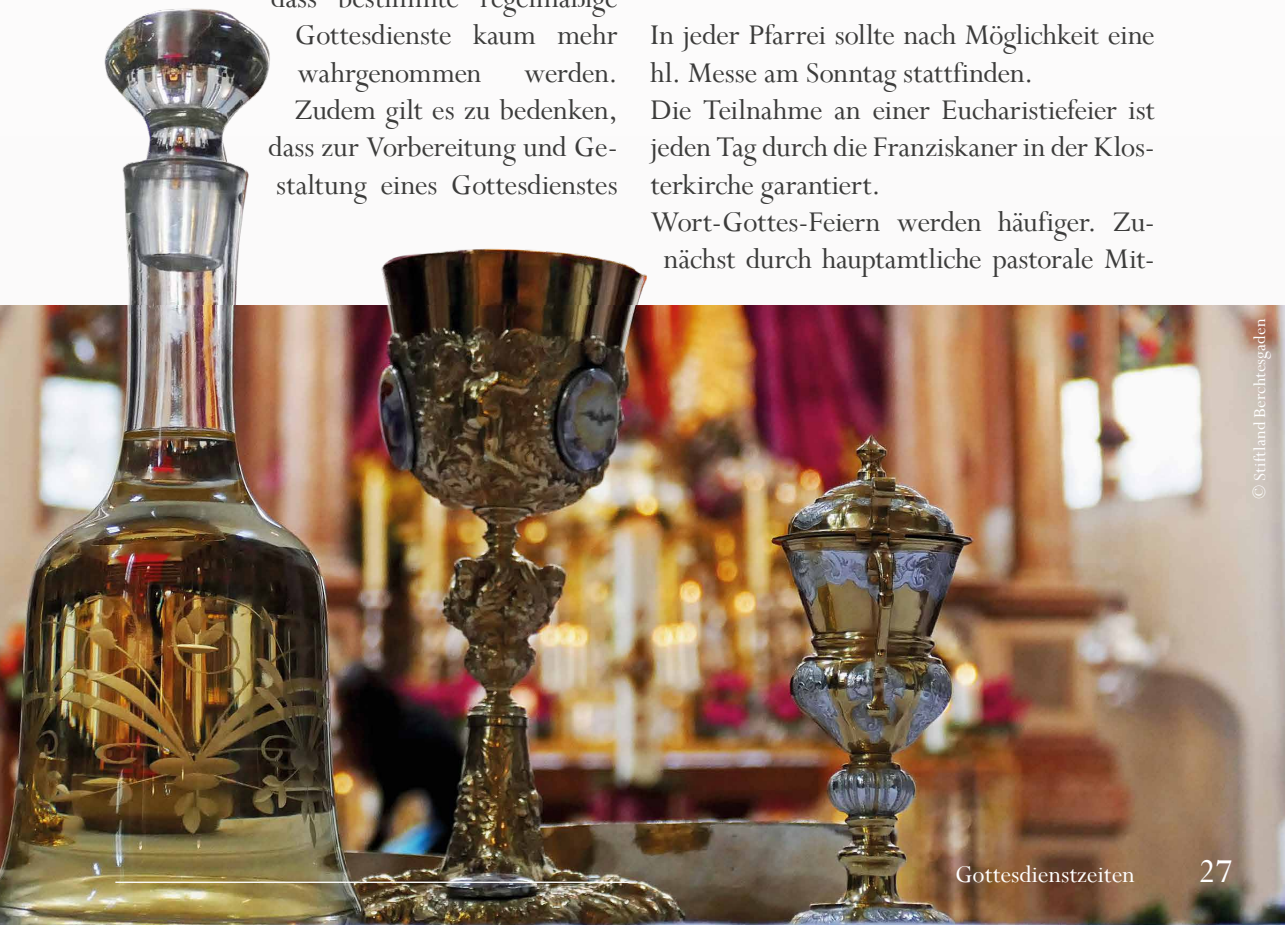 dass bestimmte regelmäßige
Gottesdienste kaum mehr
wahrgenommen werden.
Zudem gilt es zu bedenken,
dass zur Vorbereitung und Ge-
staltung eines Gottesdienstes
In jeder Pfarrei sollte nach Möglichkeit eine
hl. Messe am Sonntag stattfinden.
Die Teilnahme an einer Eucharistiefeier ist
jeden Tag durch die Franziskaner in der Klos-
terkirche garantiert.
Wort-Gottes-Feiern werden häufiger. Zu-
nächst durch hauptamtliche pastorale Mit-
© Stiftland Berchtesgaden
Gottesdienstzeiten 27